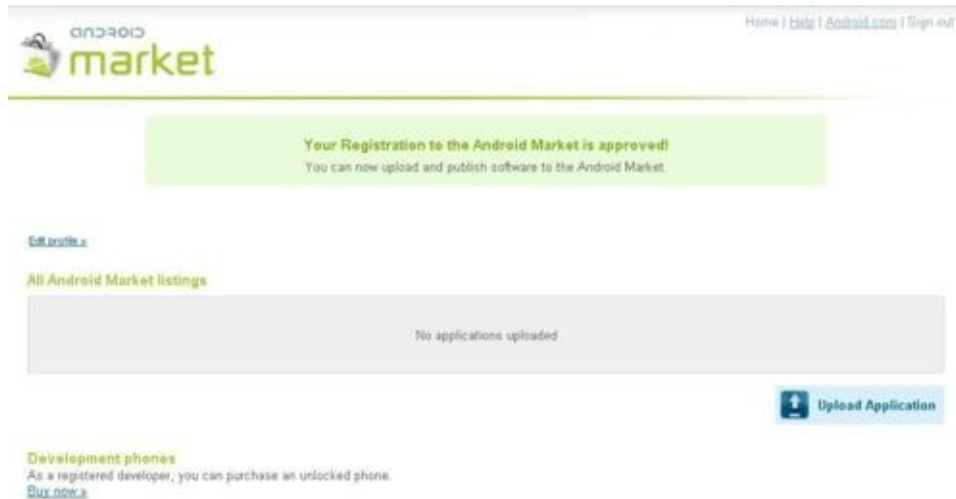 Home | Help | Android.com | Sign out
android
market
Your Registration to the Android Market is approved!
You can now upload and publish software to the Android Market.
Edit profile »
All Android Market listings
No applications uploaded
Upload Application
Development phones
As a registered developer, you can purchase an unlocked phone.
Buy now »